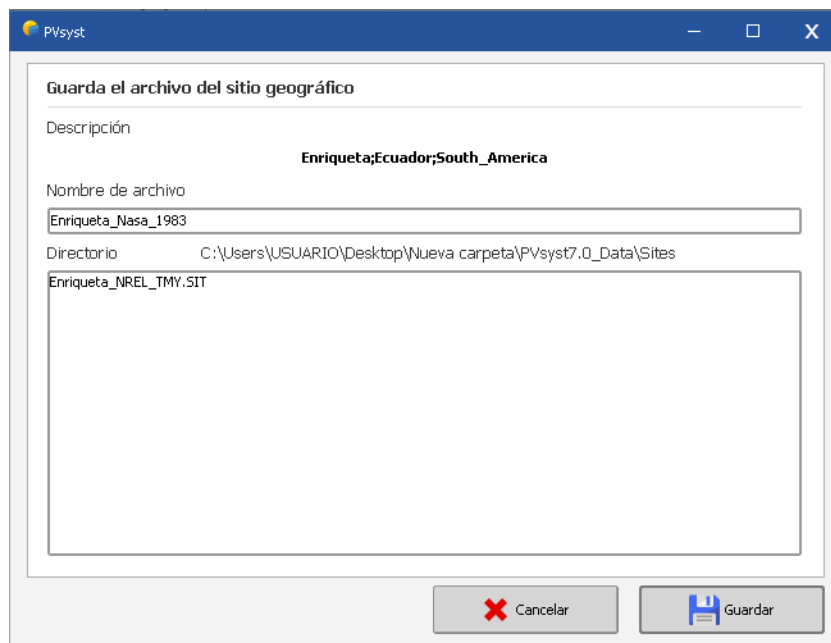 PVsyst
Guarda el archivo del sitio geográfico
Descripción
Enriqueta;Ecuador;South_America
Nombre de archivo
Enriqueta_Nasa_1983
Directorio C:\Users\USUARIO\Desktop\Nueva carpeta\PVsyst7.0_Data\Sites
Enriqueta_NREL_TMY.SIT
Cancelar
Guardar